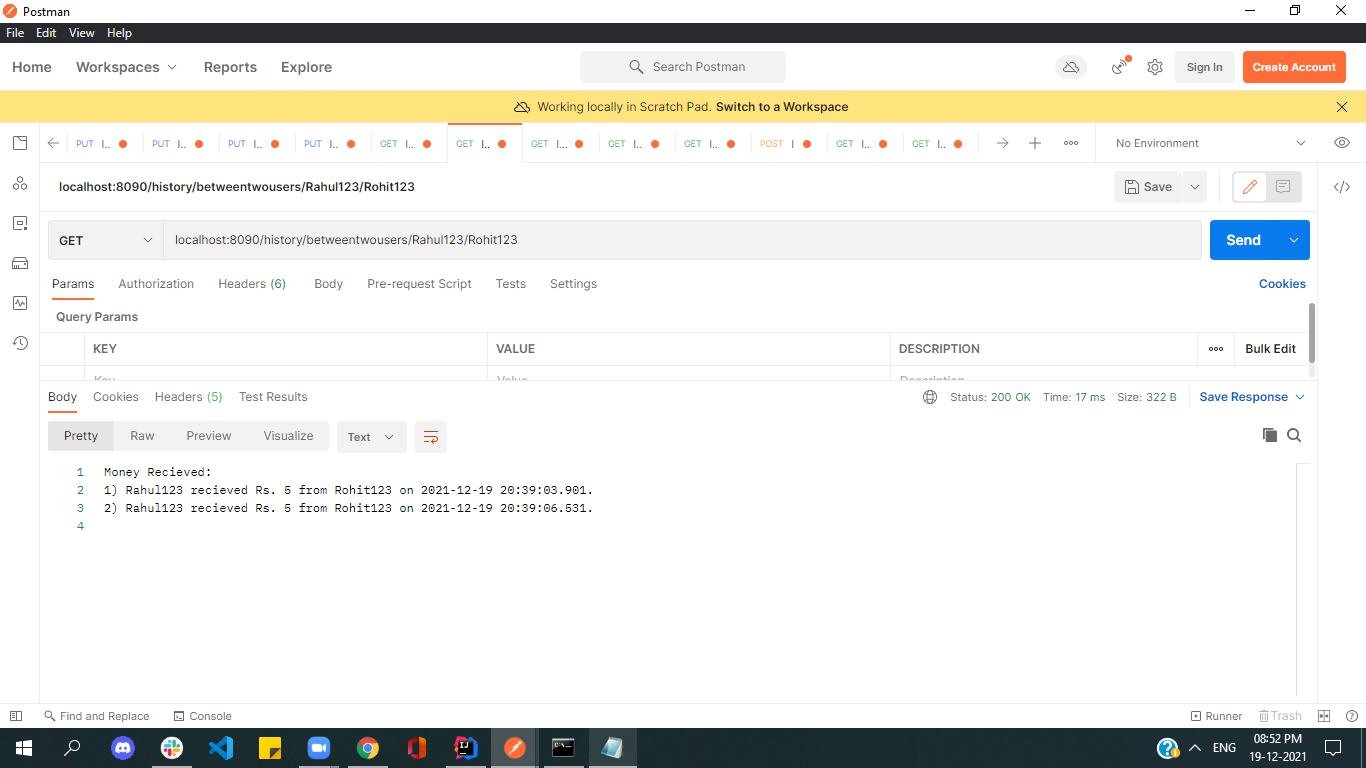 Postman
File Edit View Help
Home Workspaces Reports Explore Search Postman Sign In Create Account
Working locally in Scratch Pad. Switch to a Workspace
PUT l.. PUT l.. PUT l.. PUT l.. GET l.. GET l.. GET l... GET l.. GET l.. POST l GET l.. GET l.. No Environment
localhost:8090/history/betweentwousers/Rahul123/Rohit123 Save
GET localhost:8090/history/betweentwousers/Rahul123/Rohit123 Send
Params Authorization Headers (6) Body Pre-request Script Tests Settings Cookies
Query Params
KEY VALUE DESCRIPTION Bulk Edit
Key Value Description
Body Cookies Headers (5) Test Results Status: 200 OK Time: 17 ms Size: 322 B Save Response
Pretty Raw Preview Visualize Text
1 Money Recieved:
2 1) Rahul123 recieved Rs. 5 from Rohit123 on 2021-12-19 20:39:03.901.
3 2) Rahul123 recieved Rs. 5 from Rohit123 on 2021-12-19 20:39:06.531.
4
Find and Replace Console Runner Trash
ENG 08:52 PM
19-12-2021